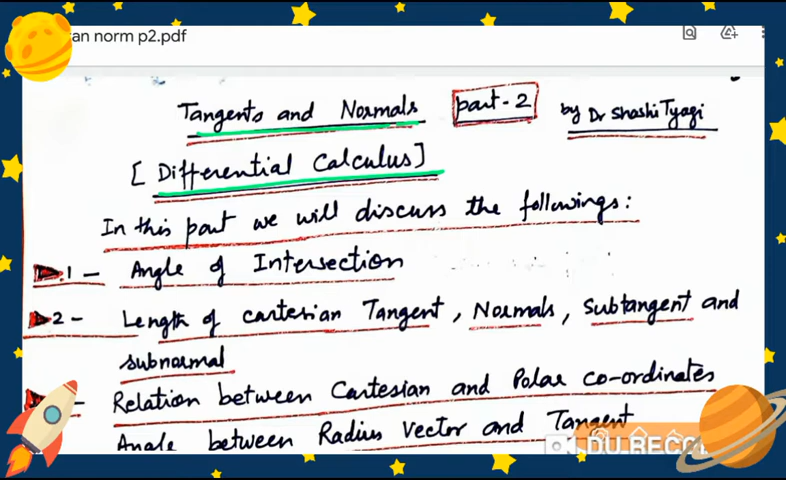 an norm p2.pdf
Tangents and Normals part-2 by Dr Shashi Tyagi
[Differential Calculus]
In this part we will discuss the followings:
1- Angle of Intersection
2- Length of cartesian Tangent, Normals, Subtangent and
subnormal
- Relation between Cartesian and Polar co-ordinates
Angle between Radius Vector and Tangent
DU RECO